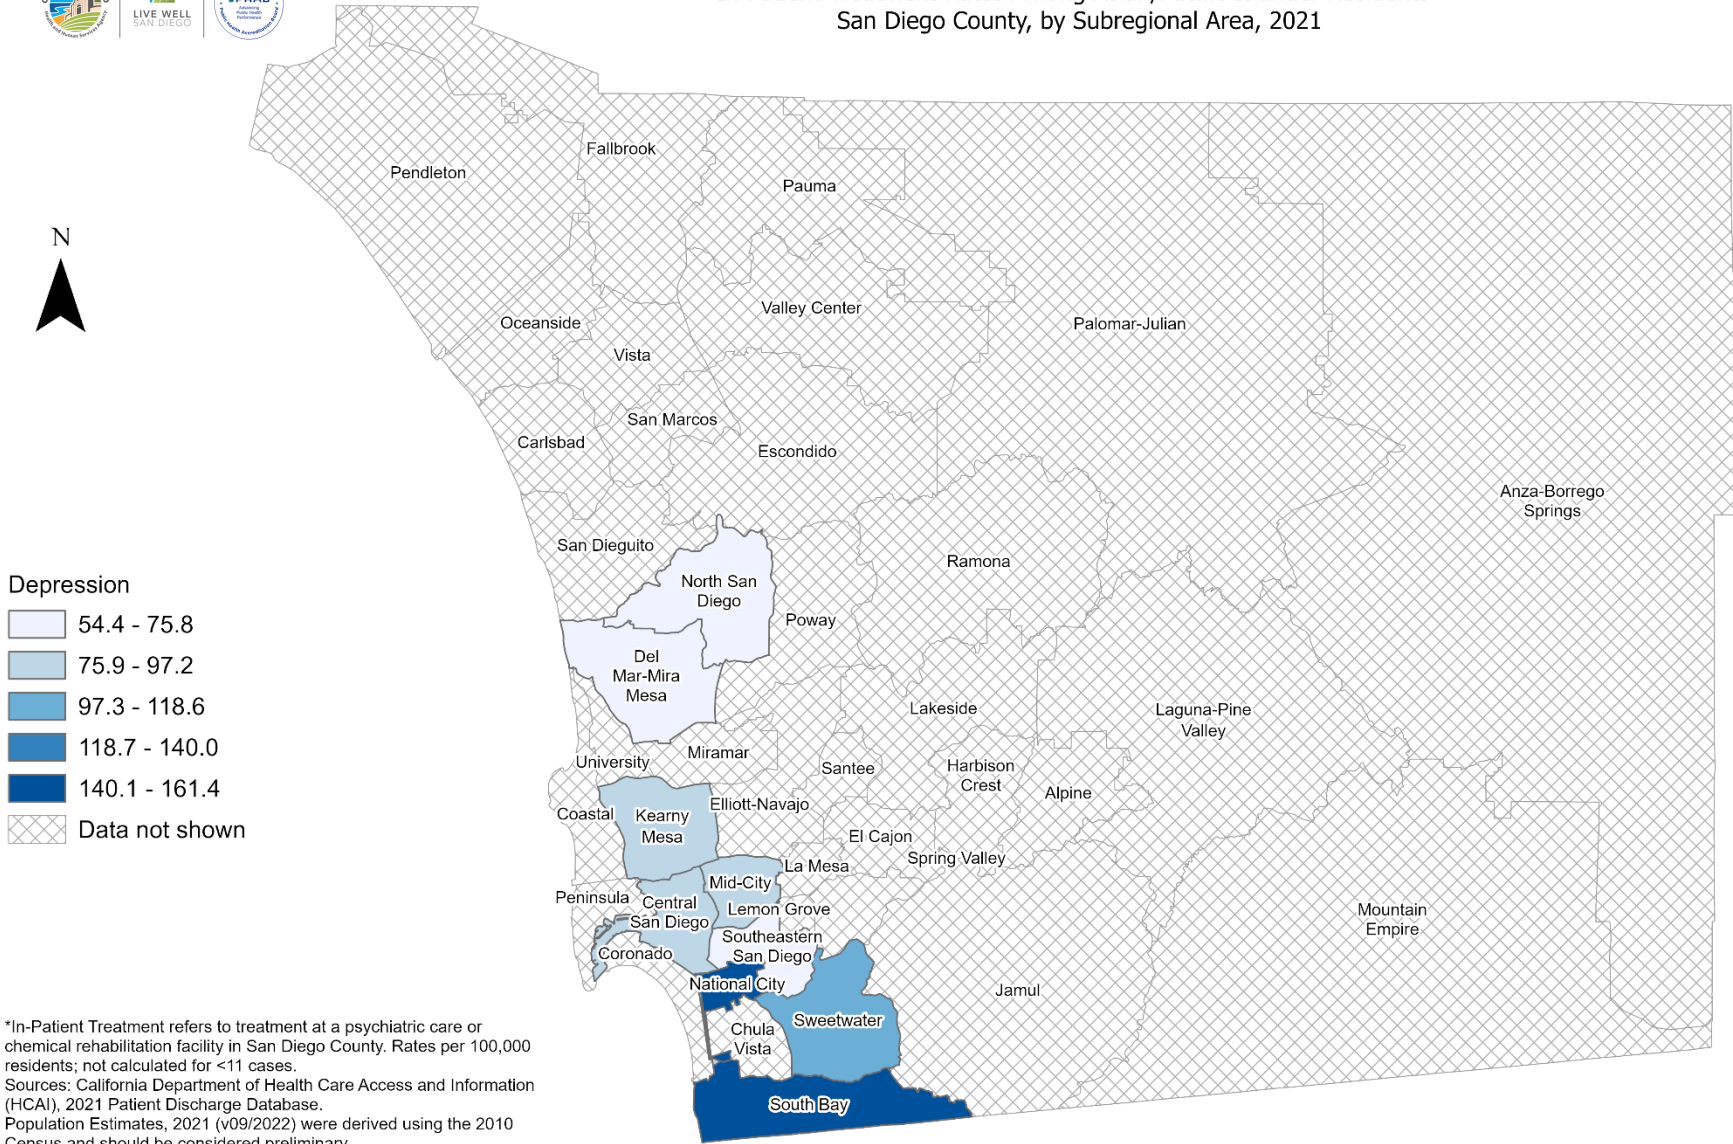 LIVE WELL
SAN DIEGO
San Diego County, by Subregional Area, 2021
N
Pendleton
Fallbrook
Pauma
Oceanside
Vista
Valley Center
Palomar-Julian
San Marcos
Carlsbad
Escondido
Anza-Borrego
Springs
San Dieguito
North San
Diego
Ramona
Poway
Del
Mar-Mira
Mesa
Lakeside
Laguna-Pine
Valley
University
Miramar
Santee
Harbison
Crest
Alpine
Coastal
Kearny
Mesa
Elliott-Navajo
El Cajon
Spring Valley
La Mesa
Mid-City
Peninsula
Central
San Diego
Lemon Grove
Mountain
Empire
Southeastern
San Diego
Coronado
National City
Jamul
Chula
Vista
Sweetwater
South Bay
Depression
54.4 - 75.8
75.9 - 97.2
97.3 - 118.6
118.7 - 140.0
140.1 - 161.4
Data not shown
*In-Patient Treatment refers to treatment at a psychiatric care or
chemical rehabilitation facility in San Diego County. Rates per 100,000
residents; not calculated for <11 cases.
Sources: California Department of Health Care Access and Information
(HCAI), 2021 Patient Discharge Database.
Population Estimates, 2021 (v09/2022) were derived using the 2010
Census and should be considered preliminary